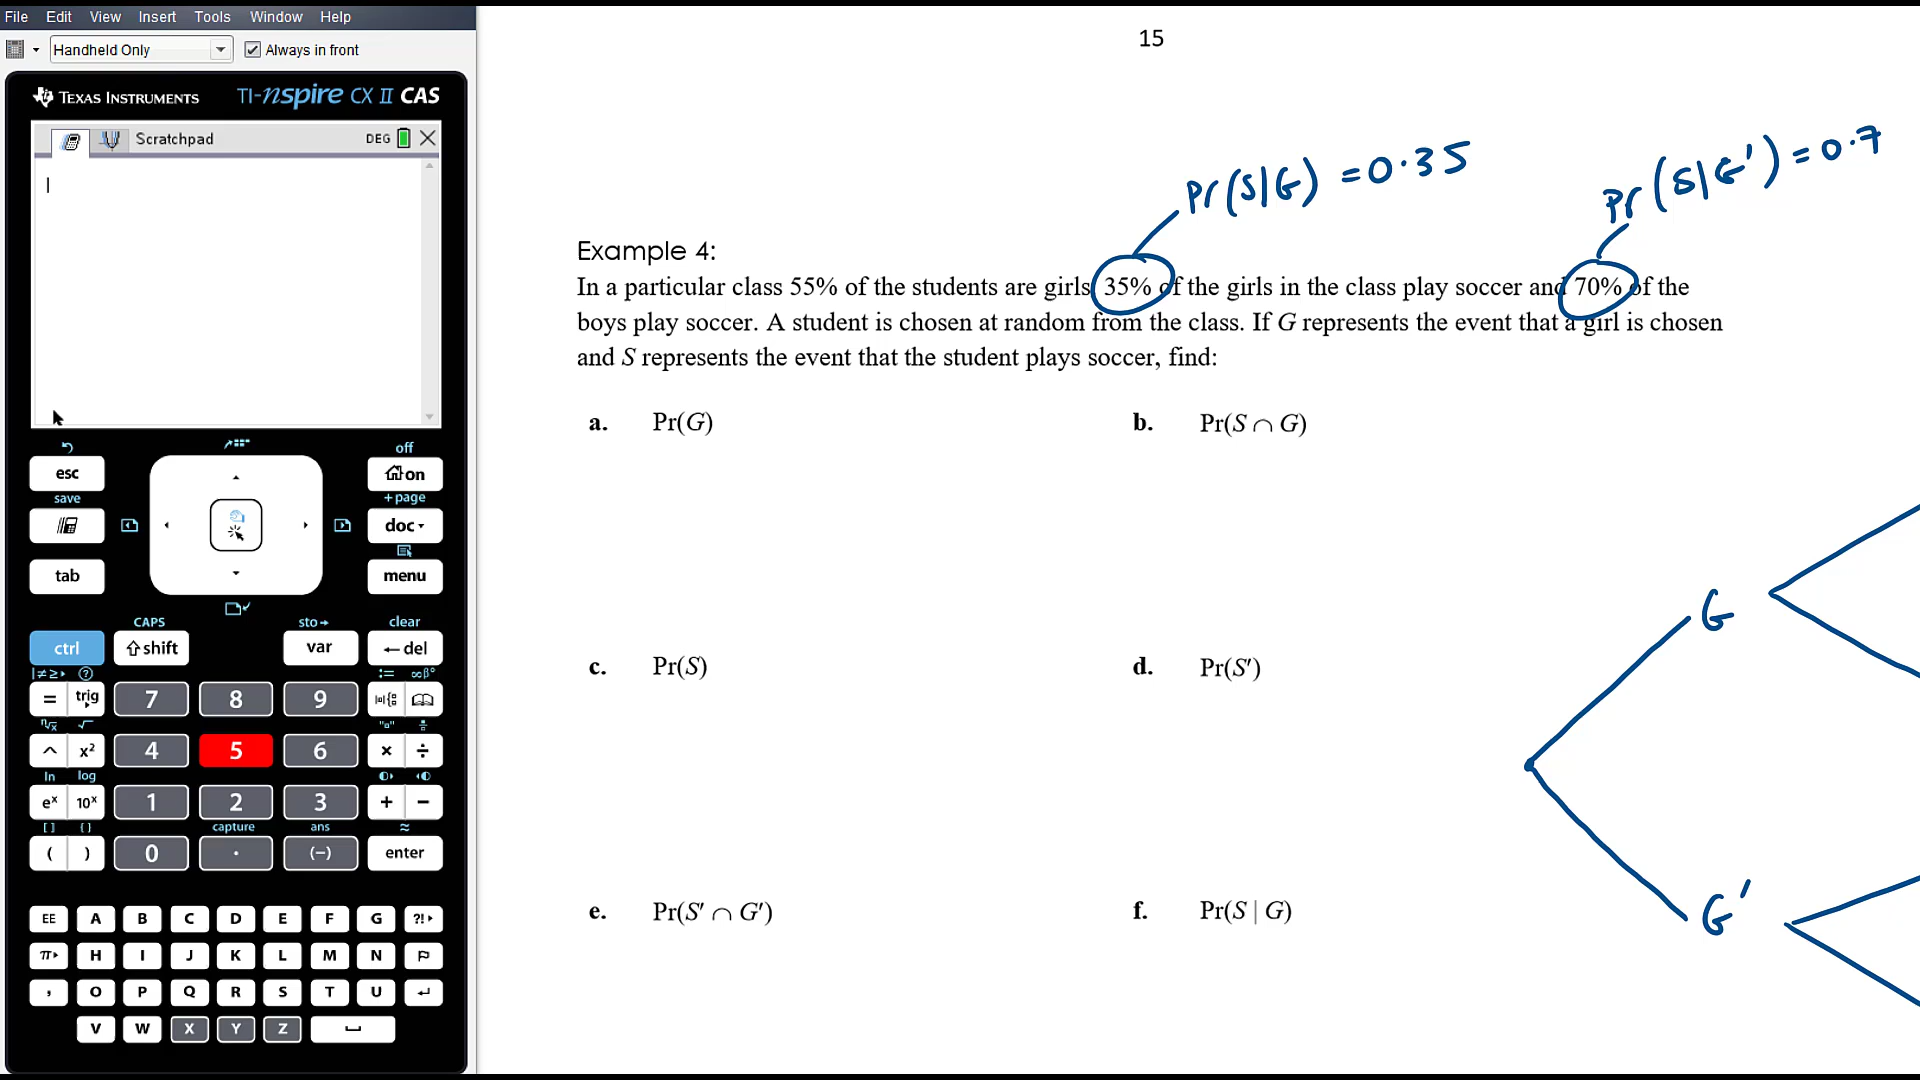 File Edit View Insert Tools Window Help
Handheld Only Always in front
TEXAS INSTRUMENTS TI-nspire CX II CAS
Scratchpad DEG
off
esc on
save +page
doc
tab menu
CAPS sto→ clear
ctrl ⇧shift var ←del
|≠≥▸ ? := ∞β°
= trig 7 8 9
ⁿ√x √ "□"
^ x² 4 5 6 × ÷
ln log
eˣ 10ˣ 1 2 3 + −
[] {} capture ans ≈
( ) 0 . (−) enter
EE A B C D E F G ?!▸
π▸ H I J K L M N
, O P Q R S T U ↵
V W X Y Z
15
Pr(S|G) = 0.35
Pr(S|G') = 0.7
Example 4:
In a particular class 55% of the students are girls 35% of the girls in the class play soccer and 70% of the
boys play soccer. A student is chosen at random from the class. If G represents the event that a girl is chosen
and S represents the event that the student plays soccer, find:
a. Pr(G) b. Pr(S ∩ G)
G
c. Pr(S) d. Pr(S′)
e. Pr(S′ ∩ G′) f. Pr(S | G)
G'